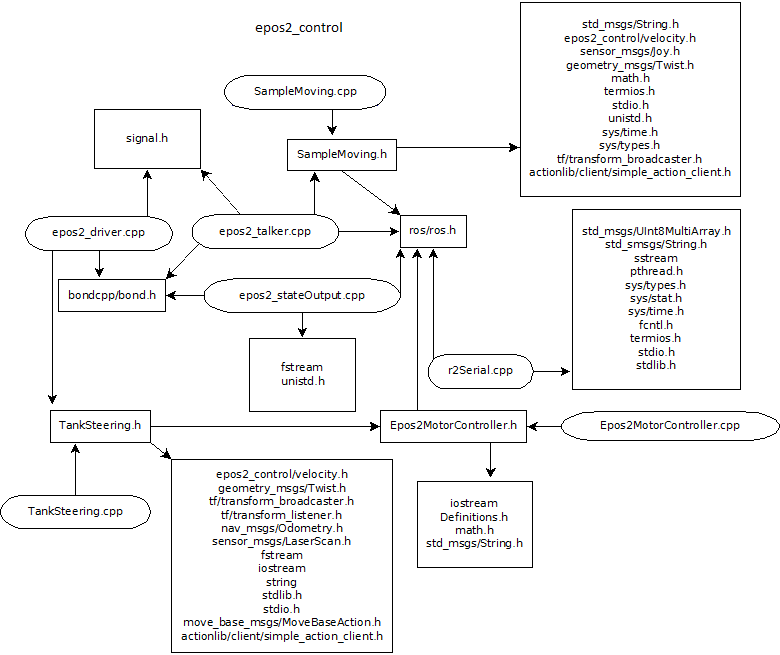 epos2_control
std_msgs/String.h
epos2_control/velocity.h
sensor_msgs/Joy.h
geometry_msgs/Twist.h
math.h
termios.h
stdio.h
unistd.h
sys/time.h
sys/types.h
tf/transform_broadcaster.h
actionlib/client/simple_action_client.h
SampleMoving.cpp
signal.h
SampleMoving.h
epos2_driver.cpp
epos2_talker.cpp
ros/ros.h
std_msgs/UInt8MultiArray.h
std_smsgs/String.h
sstream
pthread.h
sys/types.h
sys/stat.h
sys/time.h
fcntl.h
termios.h
stdio.h
stdlib.h
bondcpp/bond.h
epos2_stateOutput.cpp
fstream
unistd.h
r2Serial.cpp
TankSteering.h
Epos2MotorController.h
Epos2MotorController.cpp
TankSteering.cpp
epos2_control/velocity.h
geometry_msgs/Twist.h
tf/transform_broadcaster.h
tf/transform_listener.h
nav_msgs/Odometry.h
sensor_msgs/LaserScan.h
fstream
iostream
string
stdlib.h
stdio.h
move_base_msgs/MoveBaseAction.h
actionlib/client/simple_action_client.h
iostream
Definitions.h
math.h
std_msgs/String.h